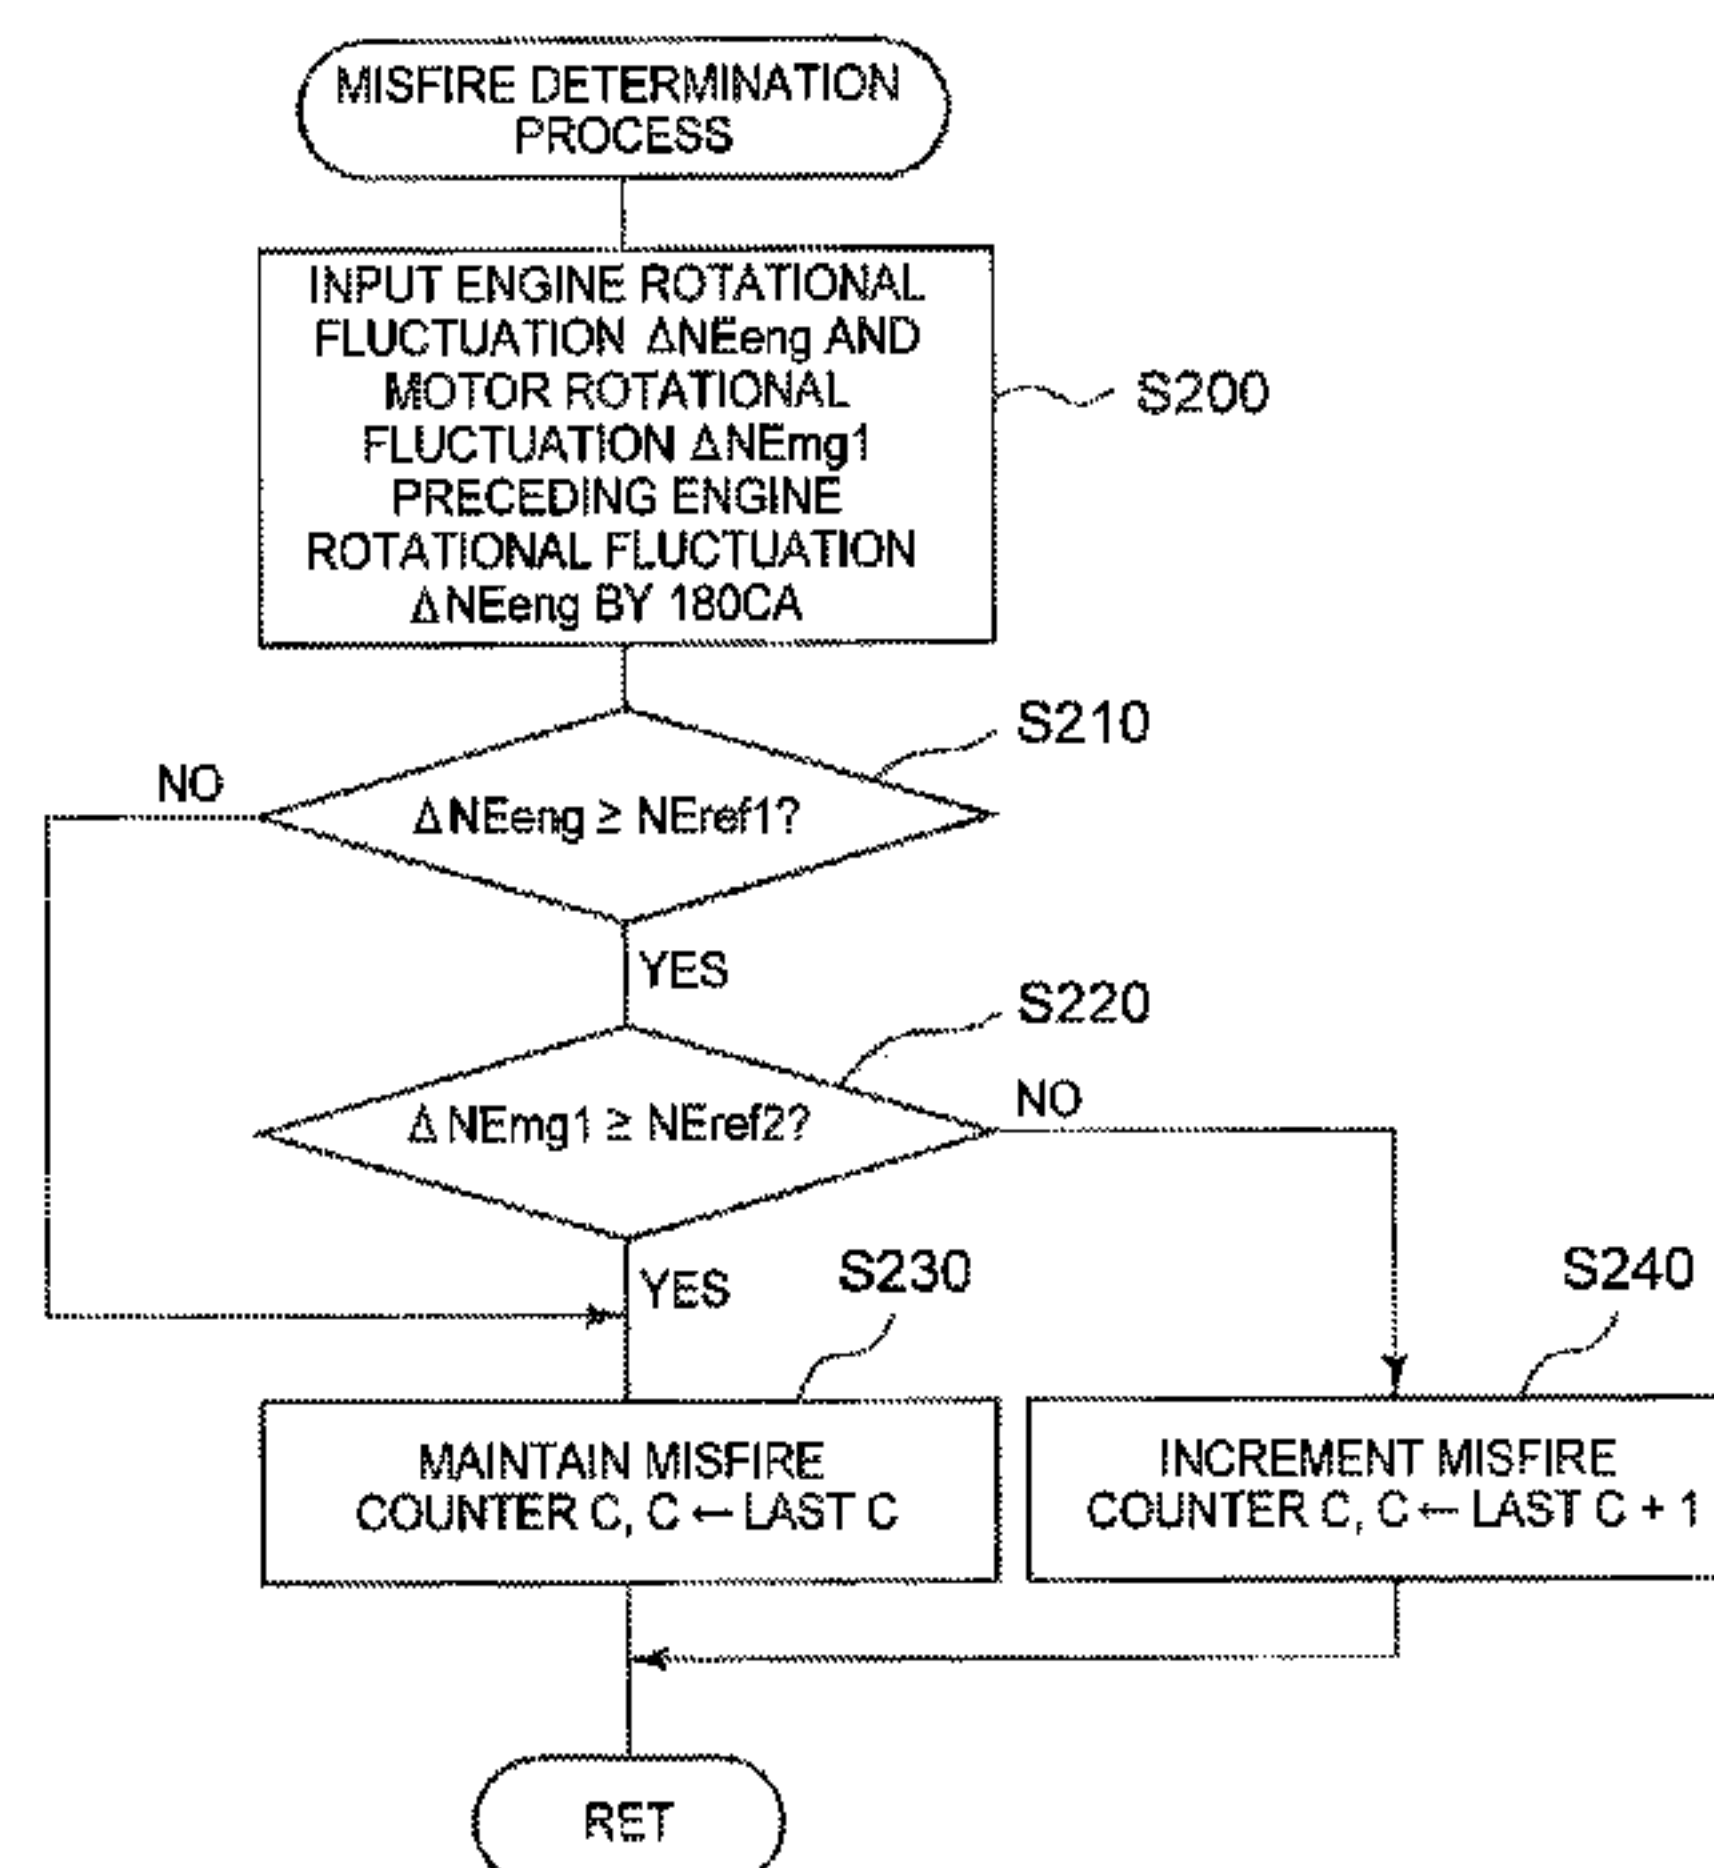 MISFIRE DETERMINATION
PROCESS
INPUT ENGINE ROTATIONAL
FLUCTUATION ΔNEeng AND
MOTOR ROTATIONAL
FLUCTUATION ΔNEmg1
PRECEDING ENGINE
ROTATIONAL FLUCTUATION
ΔNEeng BY 180CA
S200
S210
NO
ΔNEeng ≥ NEref1?
YES
S220
NO
ΔNEmg1 ≥ NEref2?
YES
S230
S240
MAINTAIN MISFIRE
COUNTER C, C ← LAST C
INCREMENT MISFIRE
COUNTER C, C ← LAST C + 1
RET